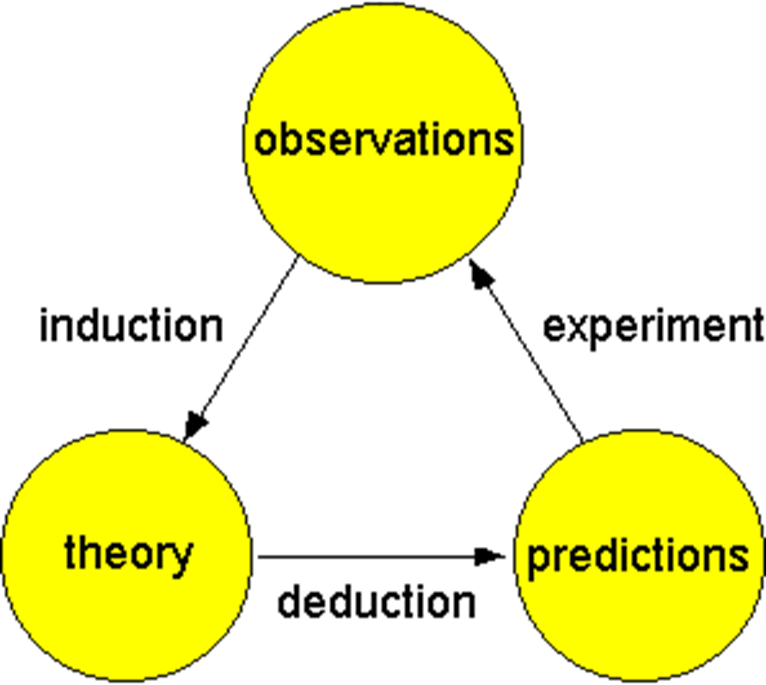 observations
induction
experiment
theory
predictions
deduction